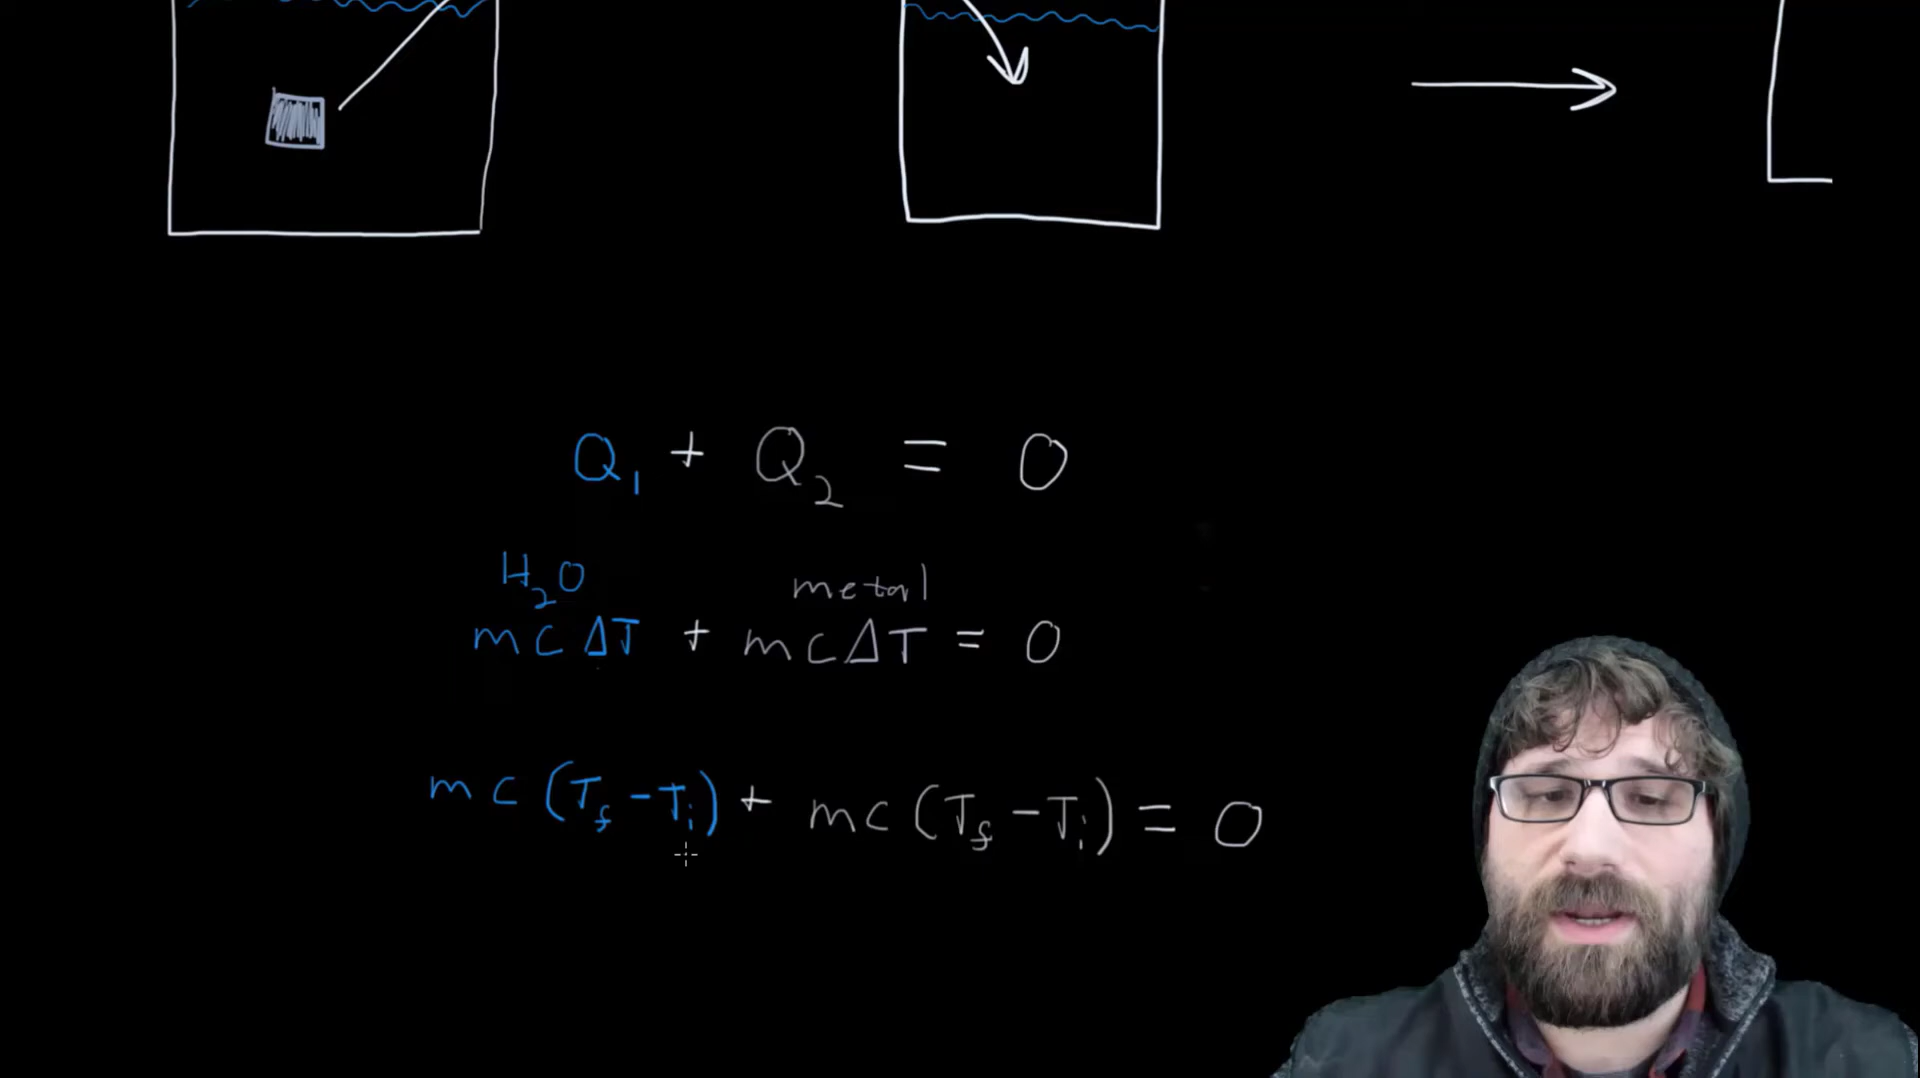 Q₁ + Q₂ = 0
H₂O metal
mcΔT + mcΔT = 0
mc(T_f - T_i) + mc(T_f - T_i) = 0